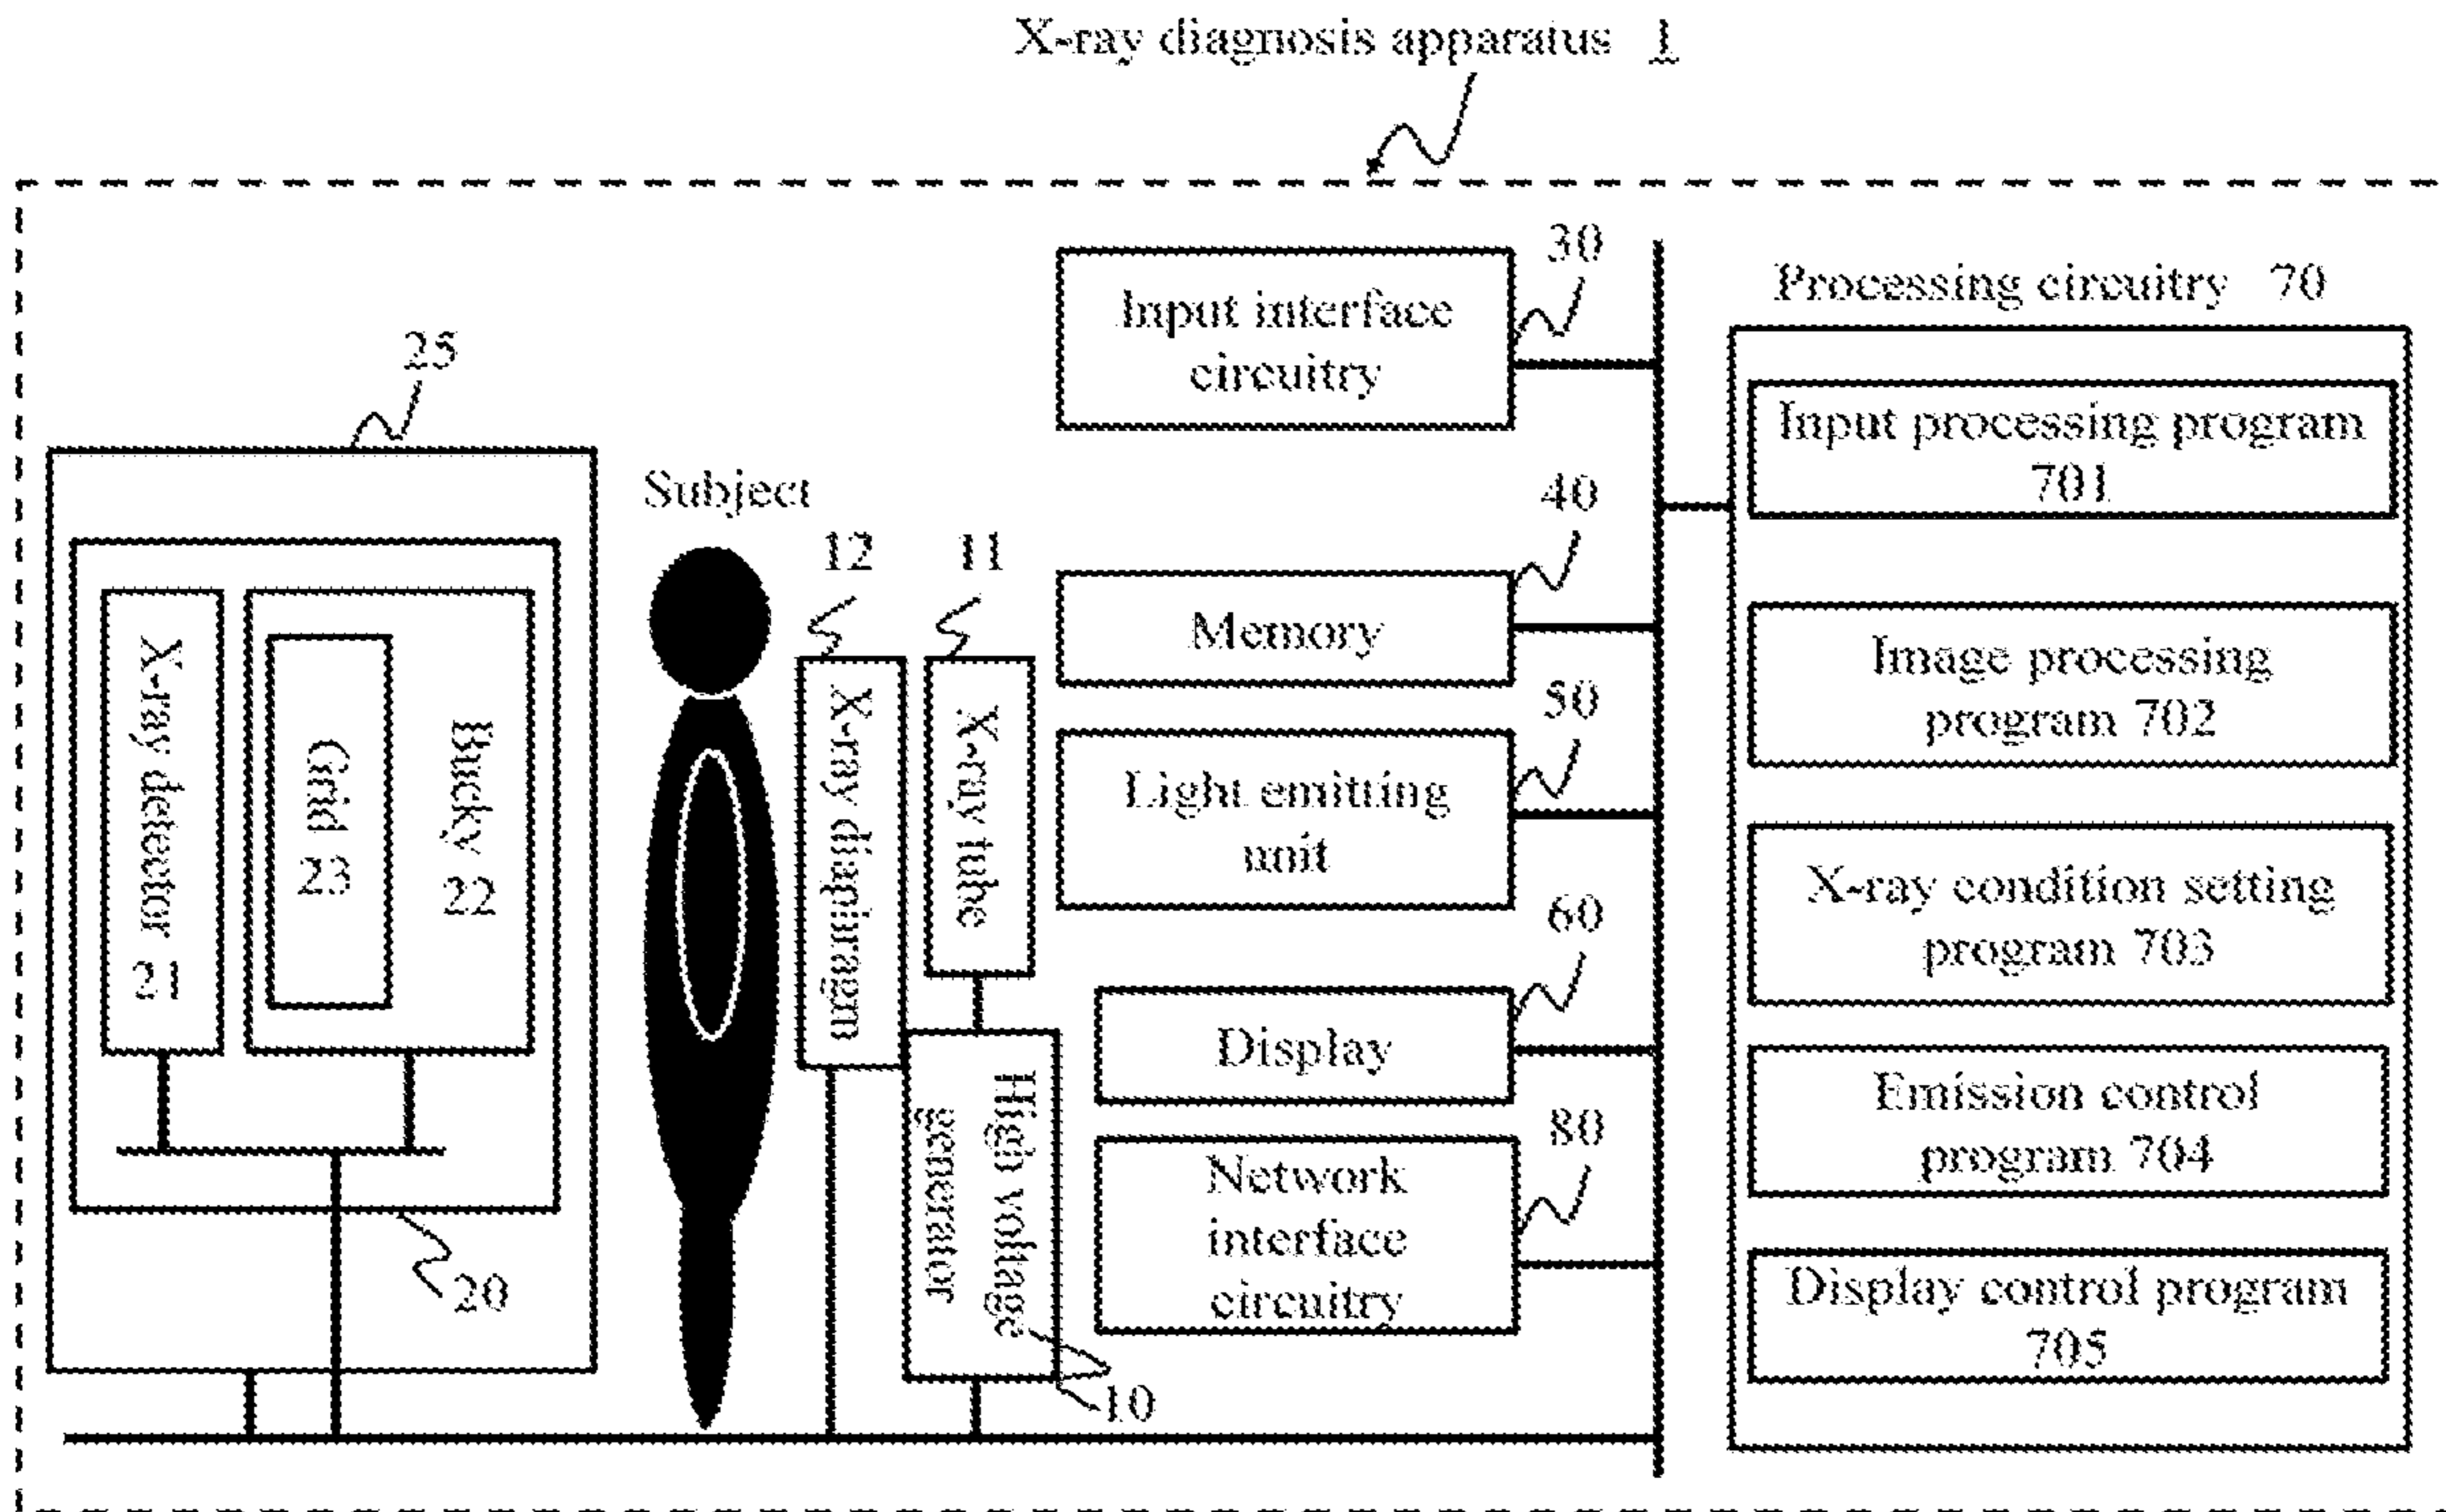 X-ray diagnosis apparatus 1
30
Input interface
circuitry
Processing circuitry 70
Input processing program
701
Image processing
program 702
X-ray condition setting
program 703
Emission control
program 704
Display control program
705
25
Subject
12
11
X-ray detector 21
Grid 23
Bucky 22
X-ray diaphragm
X-ray tube
High voltage
generator
10
20
40
Memory
50
Light emitting
unit
60
Display
80
Network
interface
circuitry